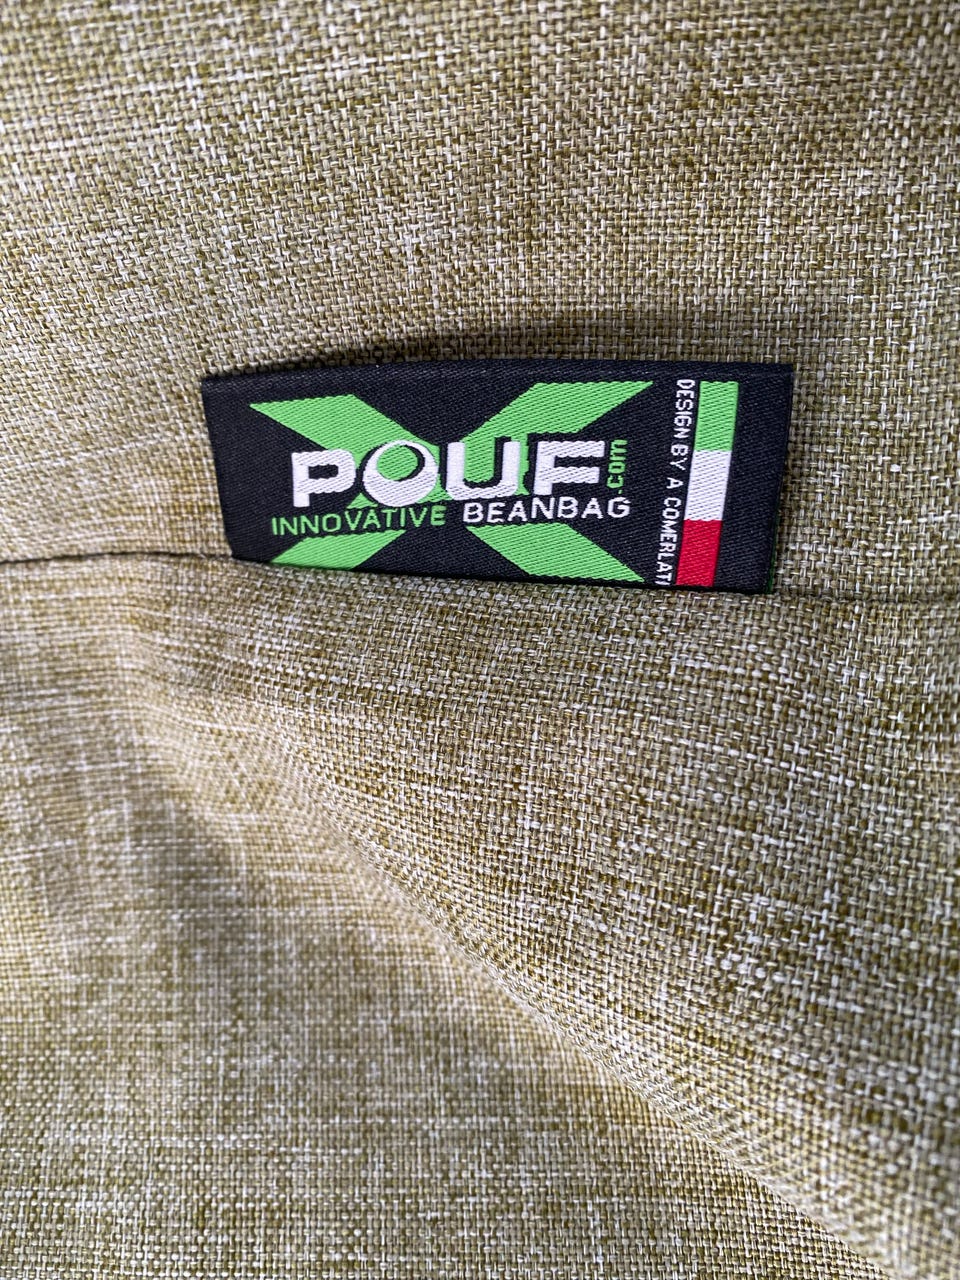 X
POUF.com
INNOVATIVE BEANBAG
DESIGN BY A COMERLATI